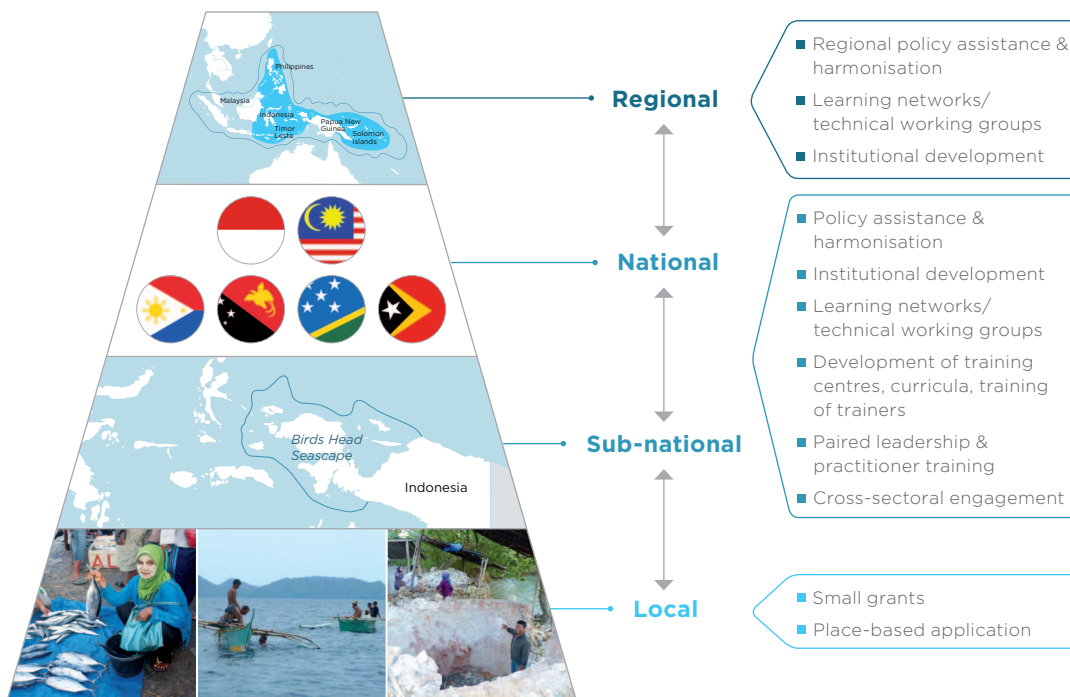 Philippines
Malaysia
Indonesia
Timor
Leste
Papua New
Guinea
Solomon
Islands
Regional
■ Regional policy assistance &
harmonisation
■ Learning networks/
technical working groups
■ Institutional development
National
■ Policy assistance &
harmonisation
■ Institutional development
■ Learning networks/
technical working groups
■ Development of training
centres, curricula, training
of trainers
■ Paired leadership &
practitioner training
■ Cross-sectoral engagement
Birds Head
Seascape
Indonesia
Sub-national
AL
Local
■ Small grants
■ Place-based application